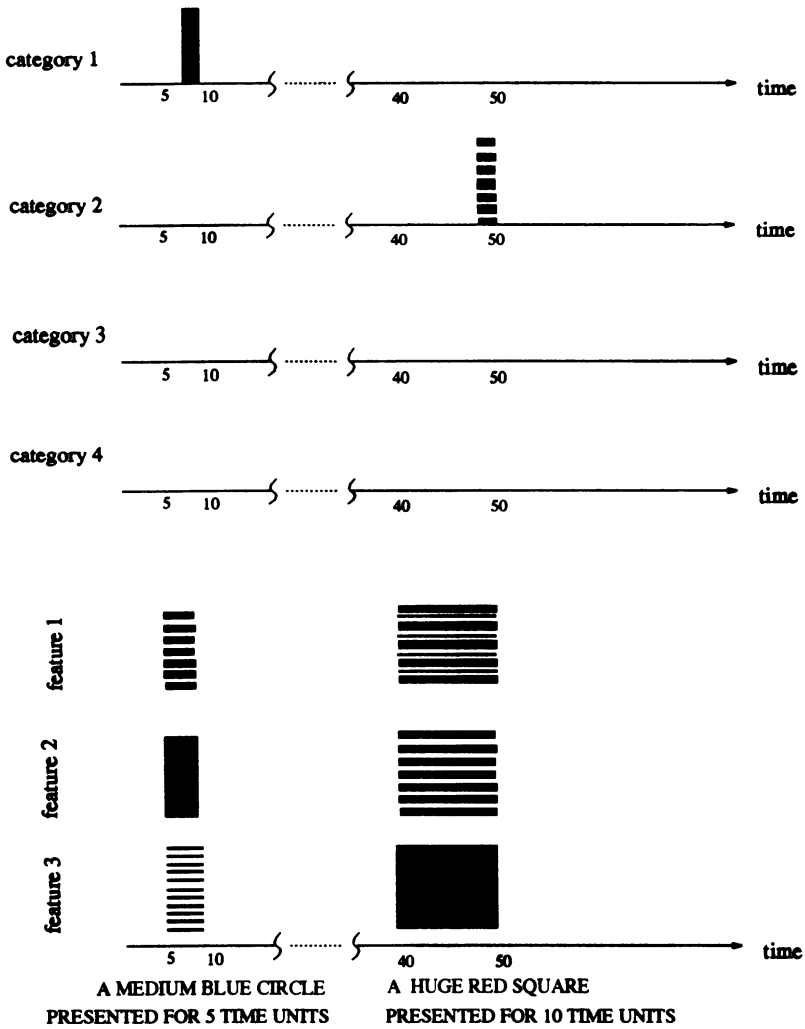 category 1
5 10 40 50 time
category 2
5 10 40 50 time
category 3
5 10 40 50 time
category 4
5 10 40 50 time
feature 1
feature 2
feature 3
5 10 40 50 time
A MEDIUM BLUE CIRCLE A HUGE RED SQUARE
PRESENTED FOR 5 TIME UNITS PRESENTED FOR 10 TIME UNITS